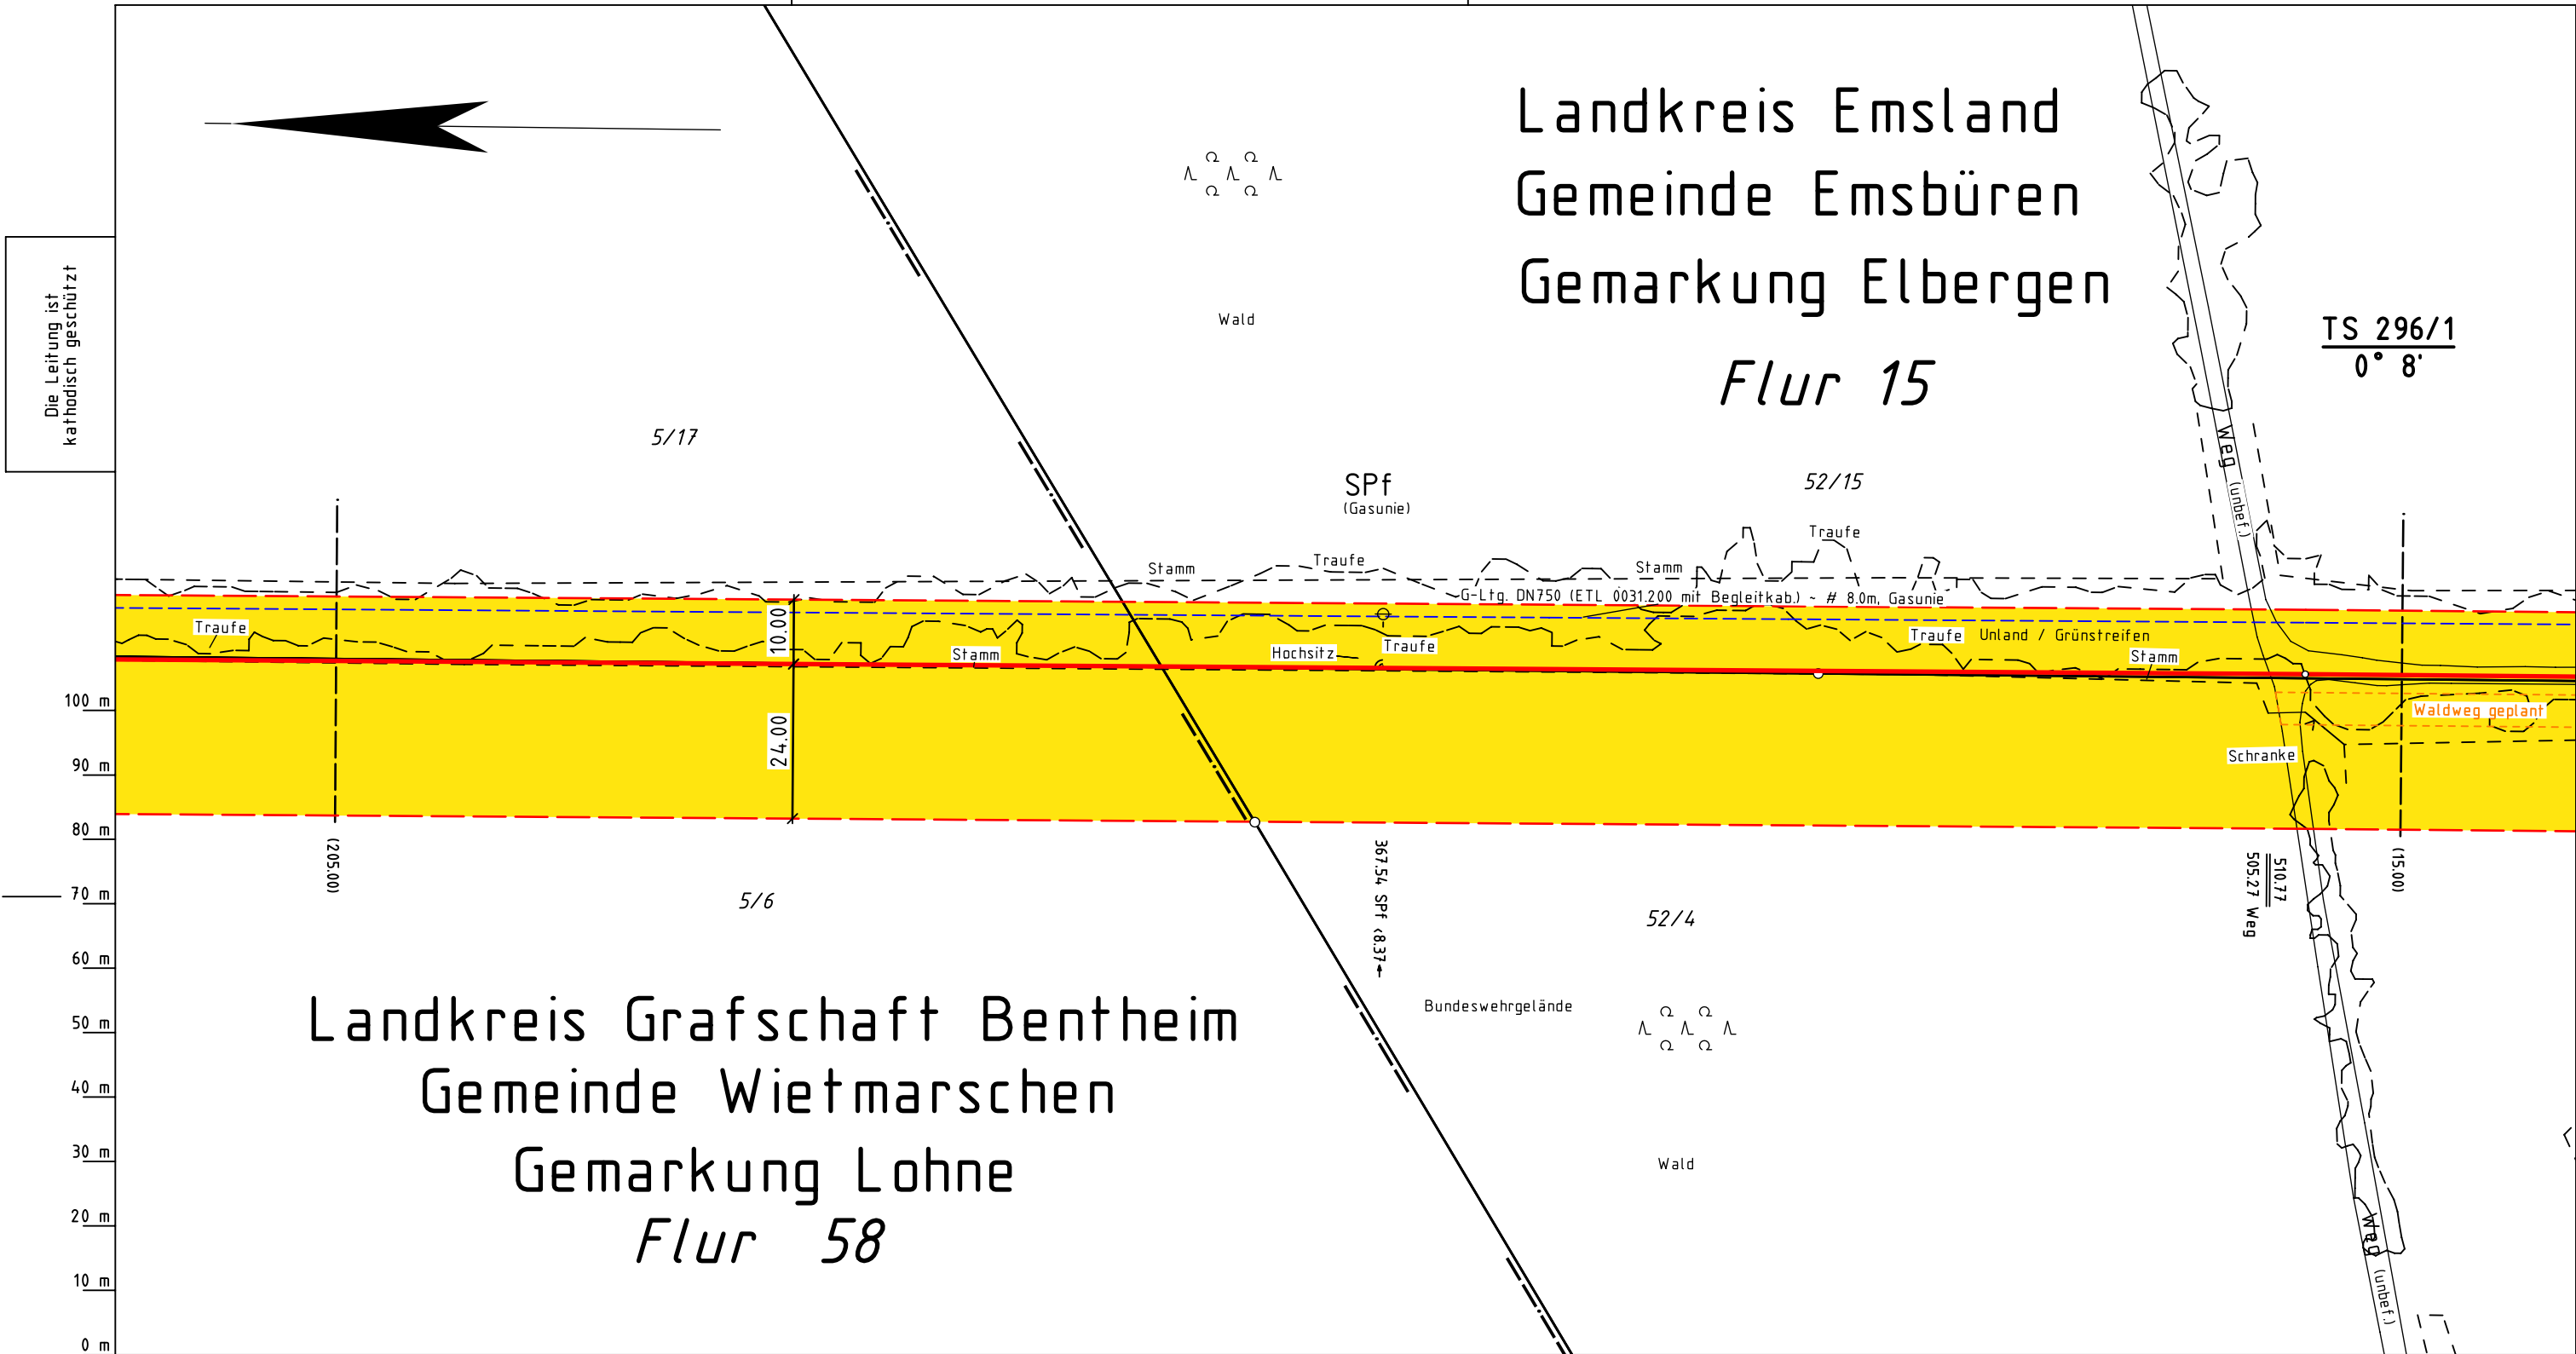 Landkreis Emsland
Gemeinde Emsbüren
Gemarkung Elbergen
Flur 15
TS 296/1
0° 8'
Die Leitung ist
kathodisch geschützt
Wald
5/17
SPf
(Gasunie)
52/15
Weg (unbef.)
Stamm
Traufe
Stamm
Traufe
G-Ltg. DN750 (ETL 0031.200 mit Begleitkab.) ~ # 8.0m, Gasunie
Traufe
10.00
Stamm
Hochsitz
Traufe
Traufe
Unland / Grünstreifen
Stamm
24.00
Waldweg geplant
Schranke
100 m
90 m
80 m
70 m
60 m
50 m
40 m
30 m
20 m
10 m
0 m
(205.00)
367.54 SPf <8.37
510.77
505.27 Weg
(15.00)
5/6
52/4
Bundeswehrgelände
Wald
Landkreis Grafschaft Bentheim
Gemeinde Wietmarschen
Gemarkung Lohne
Flur 58
Weg (unbef.)